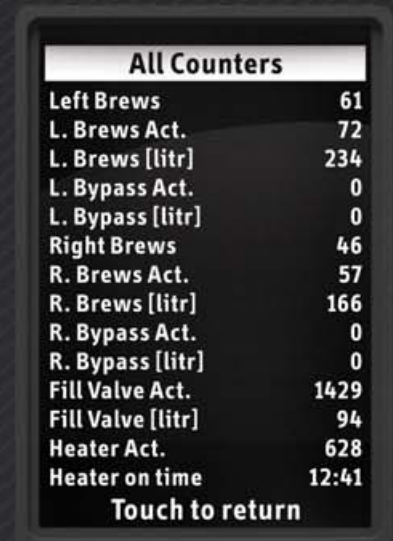 All Counters
Left Brews 61
L. Brews Act. 72
L. Brews [litr] 234
L. Bypass Act. 0
L. Bypass [litr] 0
Right Brews 46
R. Brews Act. 57
R. Brews [litr] 166
R. Bypass Act. 0
R. Bypass [litr] 0
Fill Valve Act. 1429
Fill Valve [litr] 94
Heater Act. 628
Heater on time 12:41
Touch to return